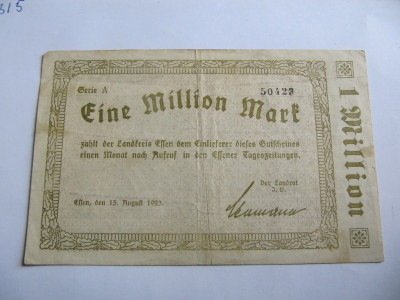 315
Serie A 50423
Eine Million Mark
zahlt der Landkreis Essen dem Einlieferer dieses Gutscheines
einen Monat nach Aufruf in den Essener Tageszeitungen.
Der Landrat
Essen, den 15. August 1923.
1 Million